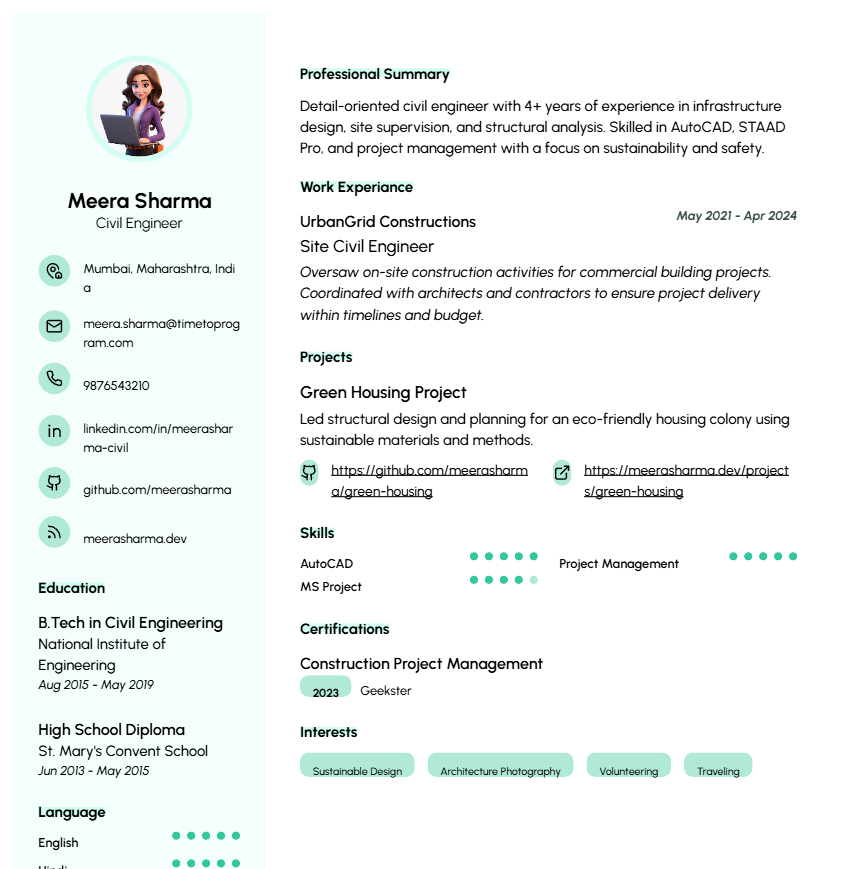 Meera Sharma
Civil Engineer
Mumbai, Maharashtra, Indi
a
meera.sharma@timetoprog
ram.com
9876543210
linkedin.com/in/meerashar
ma-civil
github.com/meerasharma
meerasharma.dev
Education
B.Tech in Civil Engineering
National Institute of
Engineering
Aug 2015 - May 2019
High School Diploma
St. Mary's Convent School
Jun 2013 - May 2015
Language
English
Hindi
Professional Summary
Detail-oriented civil engineer with 4+ years of experience in infrastructure
design, site supervision, and structural analysis. Skilled in AutoCAD, STAAD
Pro, and project management with a focus on sustainability and safety.
Work Experiance
UrbanGrid Constructions
May 2021 - Apr 2024
Site Civil Engineer
Oversaw on-site construction activities for commercial building projects.
Coordinated with architects and contractors to ensure project delivery
within timelines and budget.
Projects
Green Housing Project
Led structural design and planning for an eco-friendly housing colony using
sustainable materials and methods.
https://github.com/meerasharm
a/green-housing
https://meerasharma.dev/project
s/green-housing
Skills
AutoCAD
Project Management
MS Project
Certifications
Construction Project Management
2023 Geekster
Interests
Sustainable Design Architecture Photography Volunteering Traveling